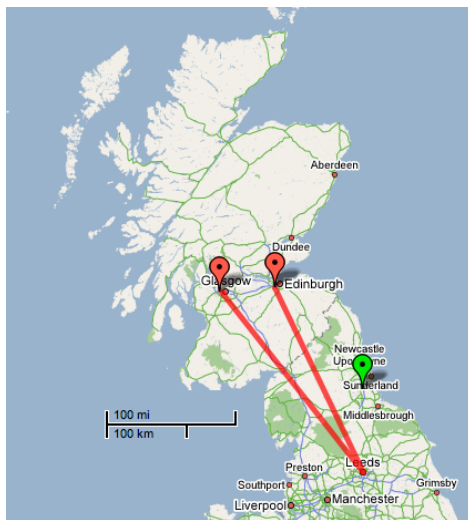 Aberdeen
Dundee
Glasgow
Edinburgh
Newcastle
Upon Tyne
Sunderland
Middlesbrough
100 mi
100 km
Leeds
Preston
Southport
Grimsby
Liverpool
Manchester